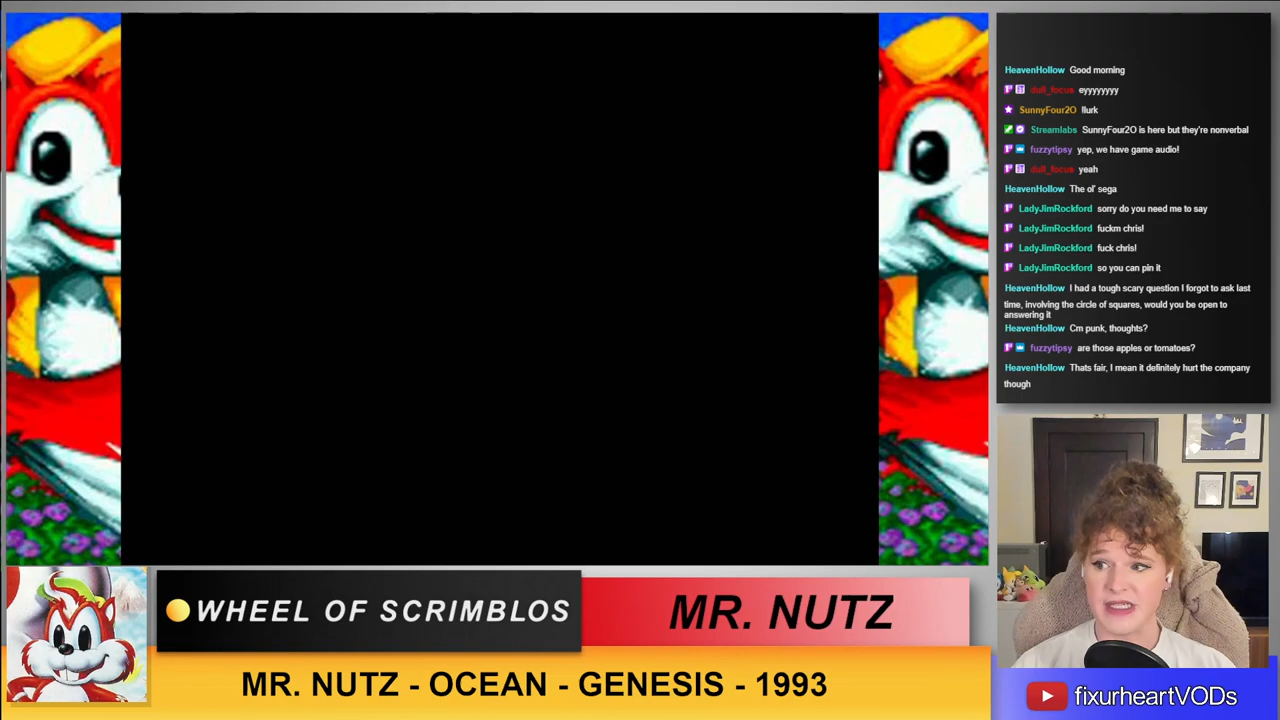 HeavenHollow Good morning
dull_focus eyyyyyyyy
SunnyFour2O !lurk
Streamlabs SunnyFour2O is here but they're nonverbal
fuzzytipsy yep, we have game audio!
dull_focus yeah
HeavenHollow The ol' sega
LadyJimRockford sorry do you need me to say
LadyJimRockford fuckm chris!
LadyJimRockford fuck chris!
LadyJimRockford so you can pin it
HeavenHollow I had a tough scary question I forgot to ask last
time, involving the circle of squares, would you be open to
answering it
HeavenHollow Cm punk, thoughts?
fuzzytipsy are those apples or tomatoes?
HeavenHollow Thats fair, I mean it definitely hurt the company
though
WHEEL OF SCRIMBLOS
MR. NUTZ
MR. NUTZ - OCEAN - GENESIS - 1993
fixurheartVODs